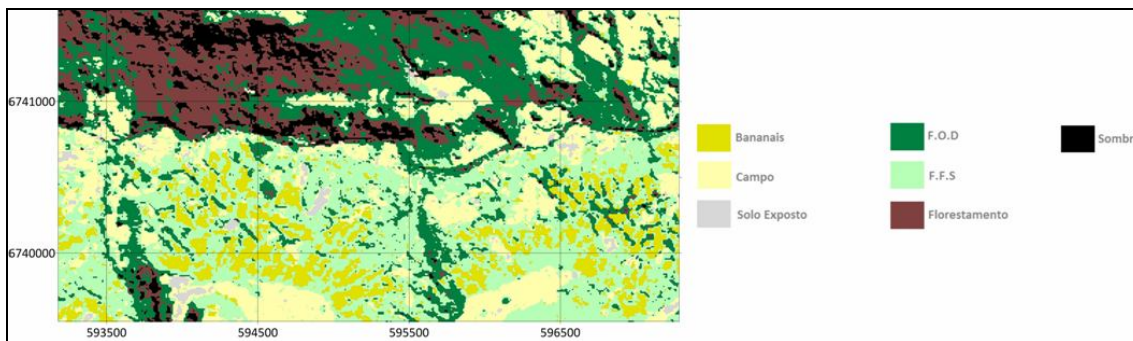 6741000
6740000
593500
594500
595500
596500
Bananais
Campo
Solo Exposto
F.O.D
F.F.S
Florestamento
Sombr